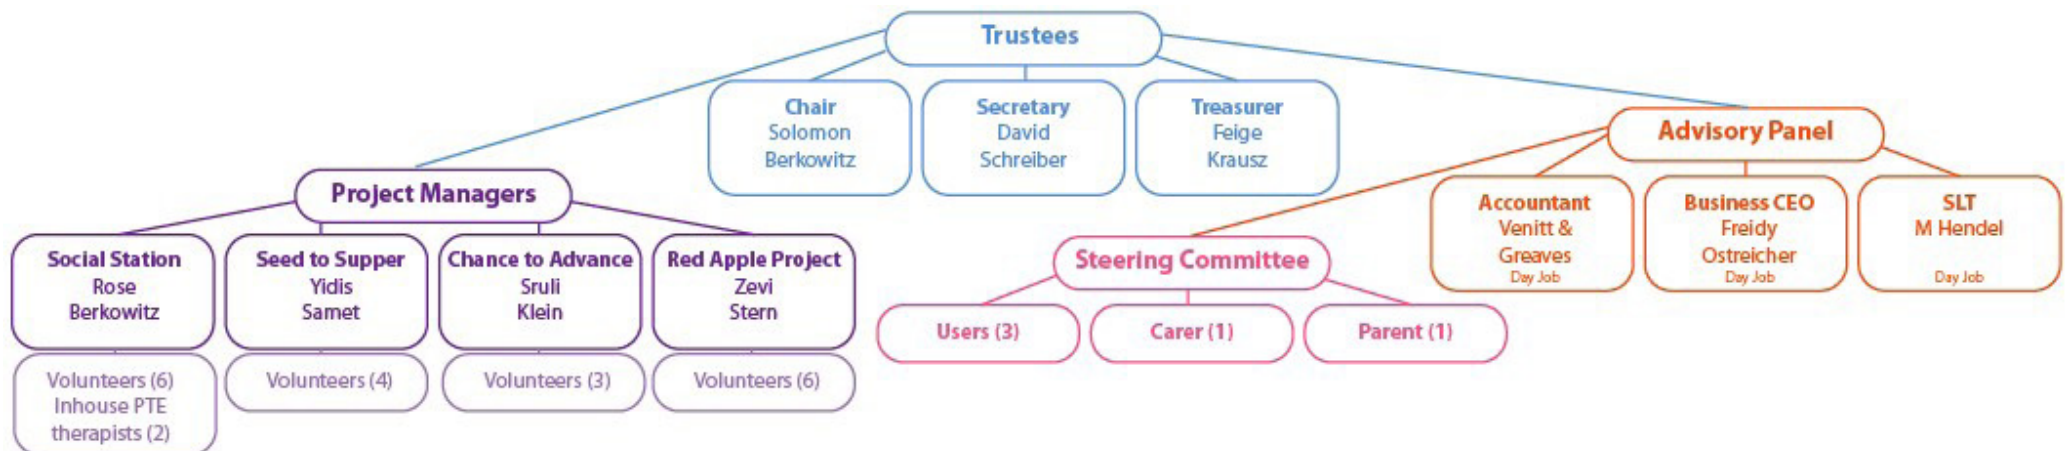 Trustees
Chair
Solomon
Berkowitz
Secretary
David
Schreiber
Treasurer
Feige
Krausz
Advisory Panel
Accountant
Venitt &
Greaves
Day Job
Business CEO
Freidy
Ostreicher
Day Job
SLT
M Hendel
Day Job
Project Managers
Social Station
Rose
Berkowitz
Seed to Supper
Yidis
Samet
Chance to Advance
Sruli
Klein
Red Apple Project
Zevi
Stern
Volunteers (6)
Inhouse PTE
therapists (2)
Volunteers (4)
Volunteers (3)
Volunteers (6)
Steering Committee
Users (3)
Carer (1)
Parent (1)